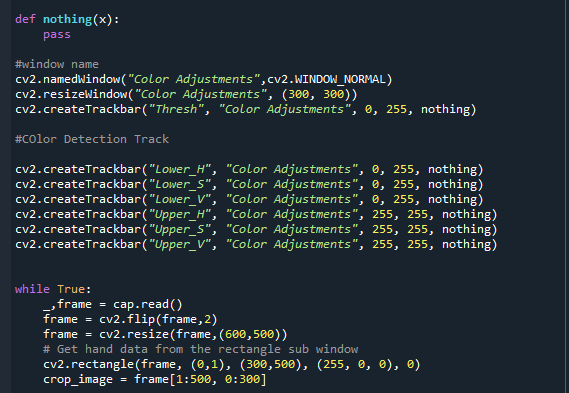 def nothing(x):
    pass

#window name
cv2.namedWindow("Color Adjustments",cv2.WINDOW_NORMAL)
cv2.resizeWindow("Color Adjustments", (300, 300))
cv2.createTrackbar("Thresh", "Color Adjustments", 0, 255, nothing)

#COlor Detection Track

cv2.createTrackbar("Lower_H", "Color Adjustments", 0, 255, nothing)
cv2.createTrackbar("Lower_S", "Color Adjustments", 0, 255, nothing)
cv2.createTrackbar("Lower_V", "Color Adjustments", 0, 255, nothing)
cv2.createTrackbar("Upper_H", "Color Adjustments", 255, 255, nothing)
cv2.createTrackbar("Upper_S", "Color Adjustments", 255, 255, nothing)
cv2.createTrackbar("Upper_V", "Color Adjustments", 255, 255, nothing)


while True:
    _,frame = cap.read()
    frame = cv2.flip(frame,2)
    frame = cv2.resize(frame,(600,500))
    # Get hand data from the rectangle sub window
    cv2.rectangle(frame, (0,1), (300,500), (255, 0, 0), 0)
    crop_image = frame[1:500, 0:300]